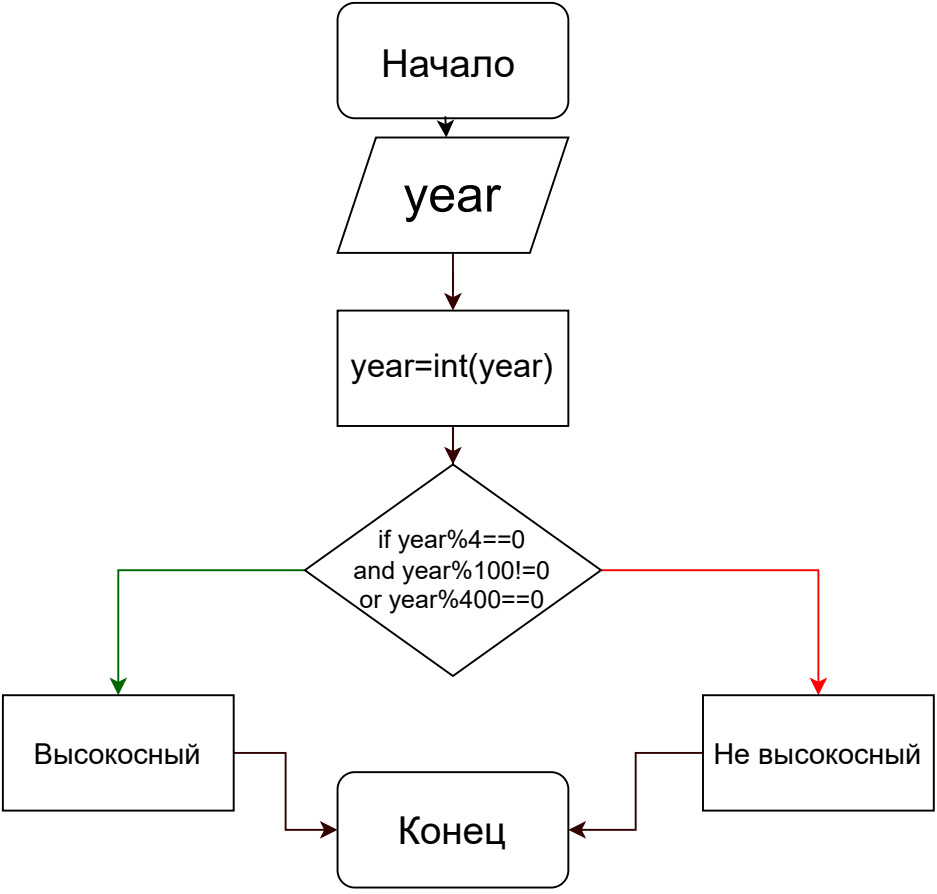 Начало
year
year=int(year)
if year%4==0
and year%100!=0
or year%400==0
Высокосный
Не высокосный
Конец